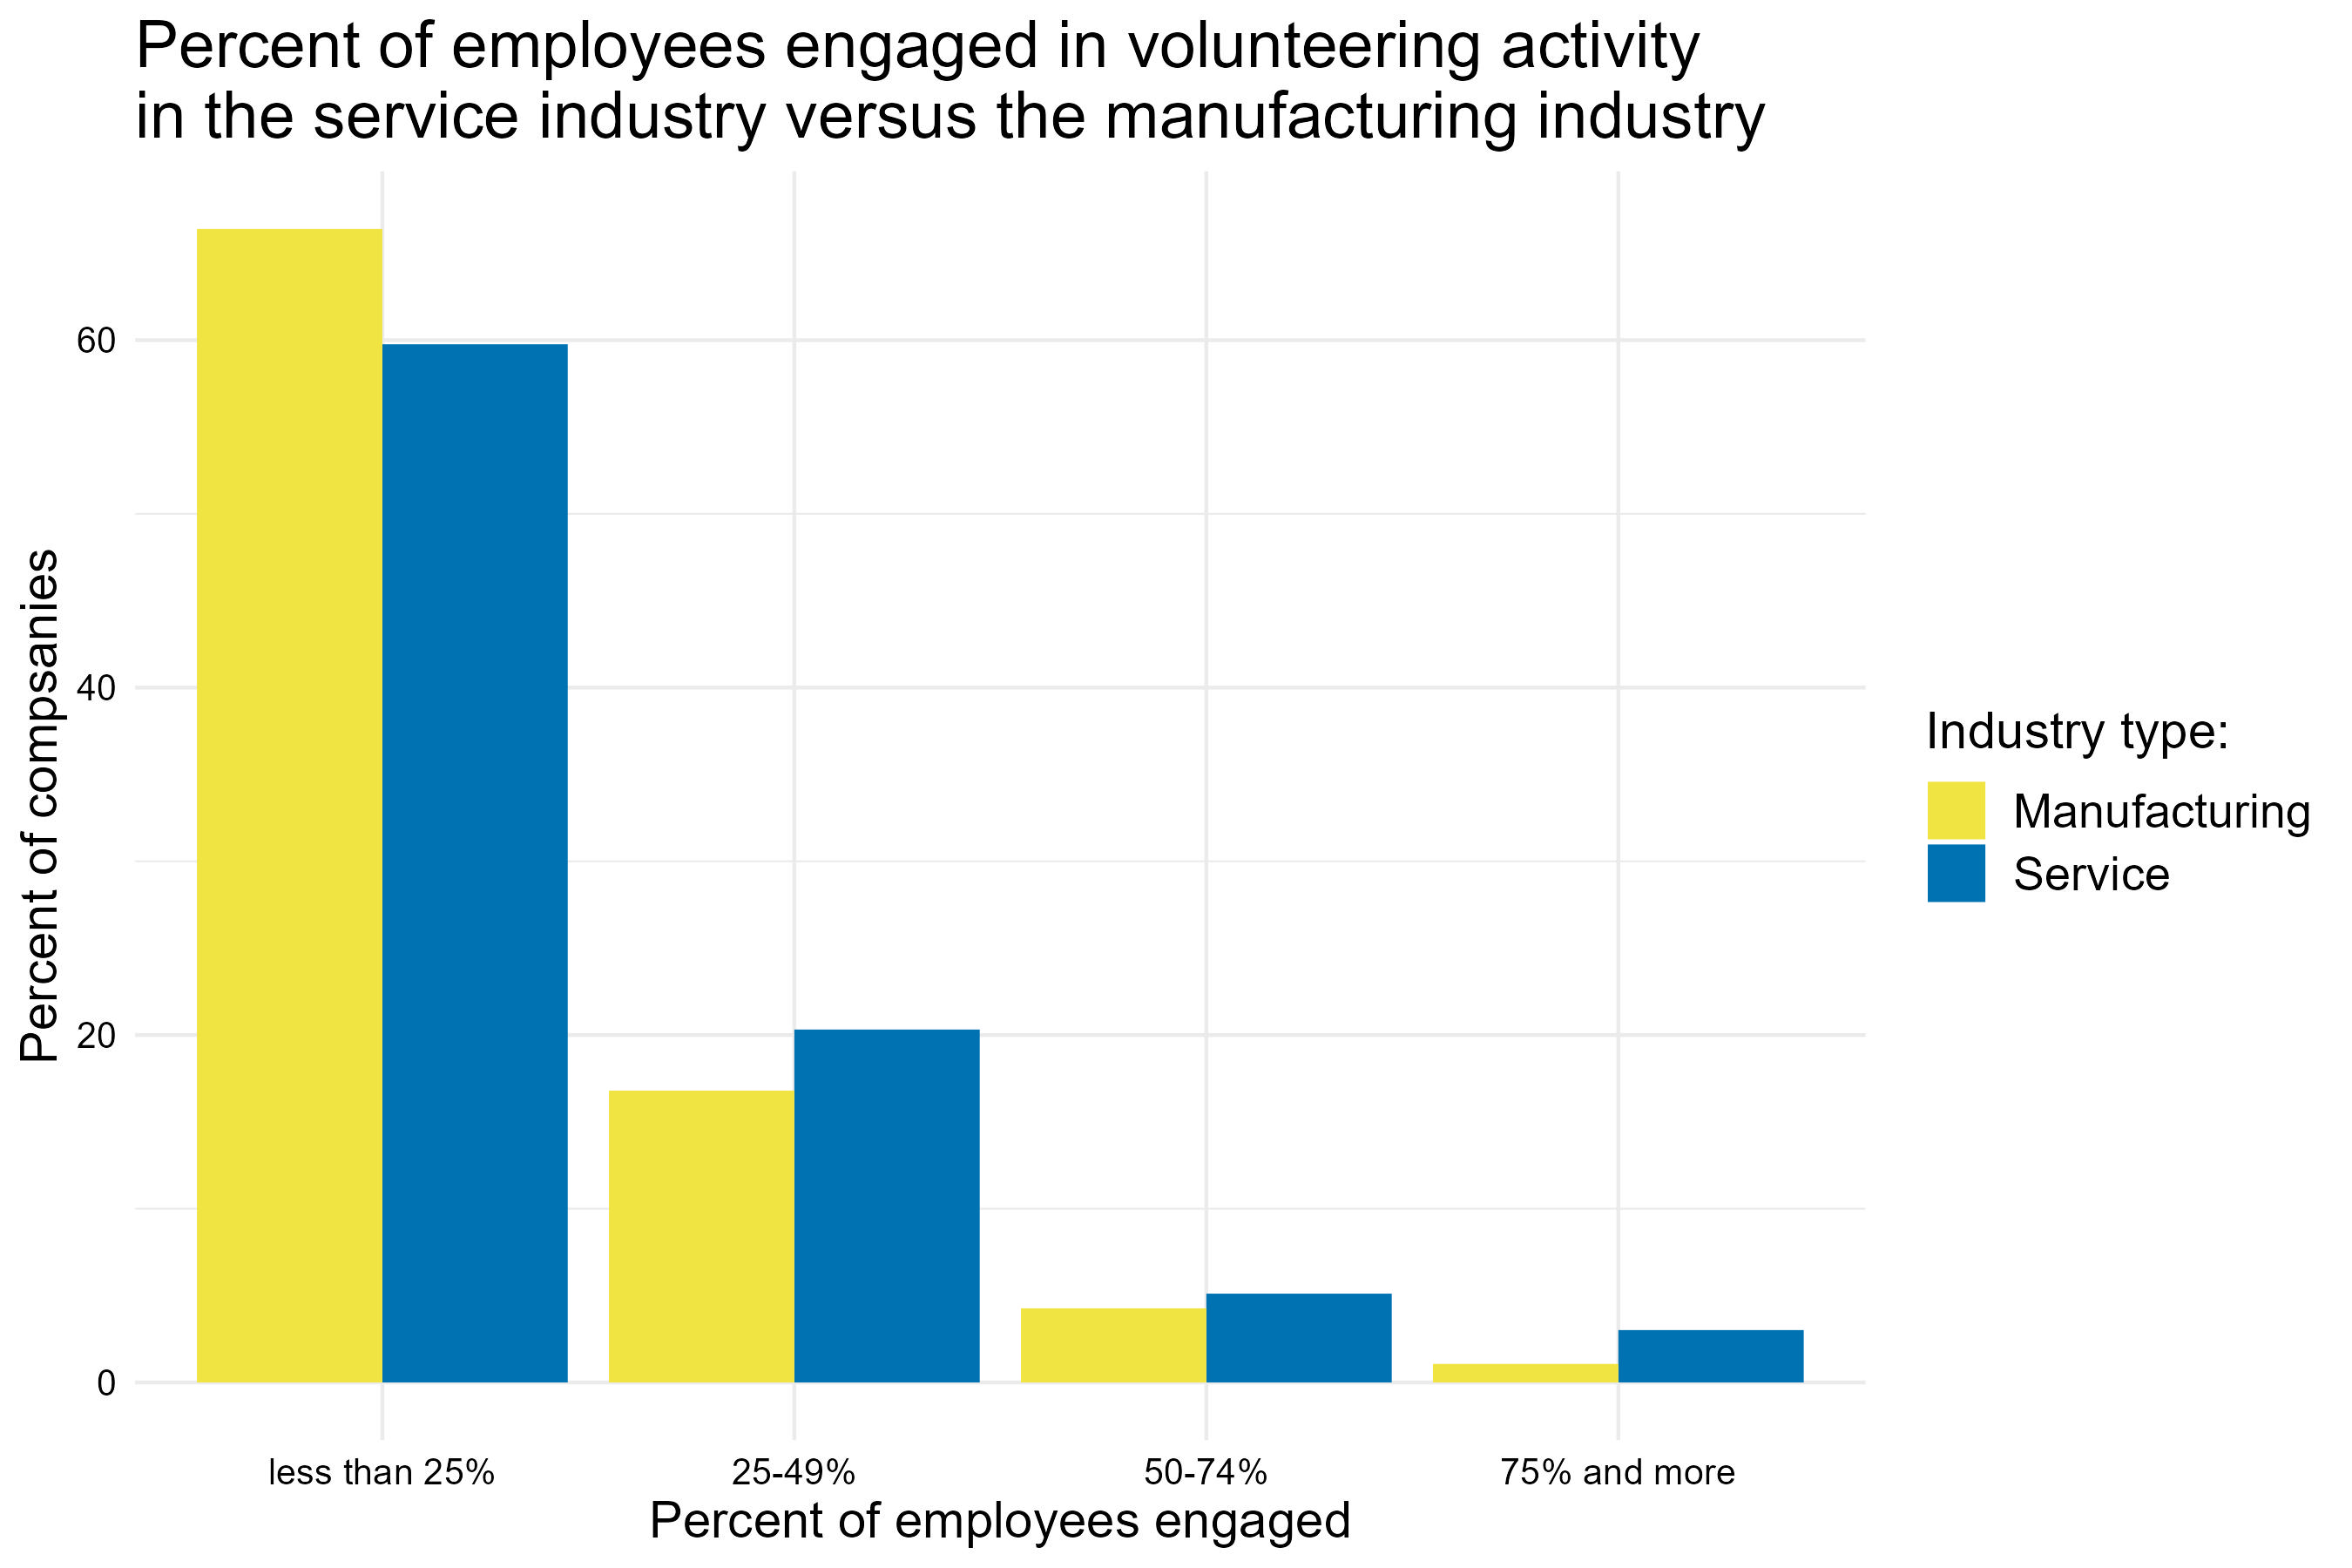 Percent of employees engaged in volunteering activity
in the service industry versus the manufacturing industry
Percent of compsanies
60
40
20
0
less than 25%
25-49%
50-74%
75% and more
Percent of employees engaged
Industry type:
Manufacturing
Service